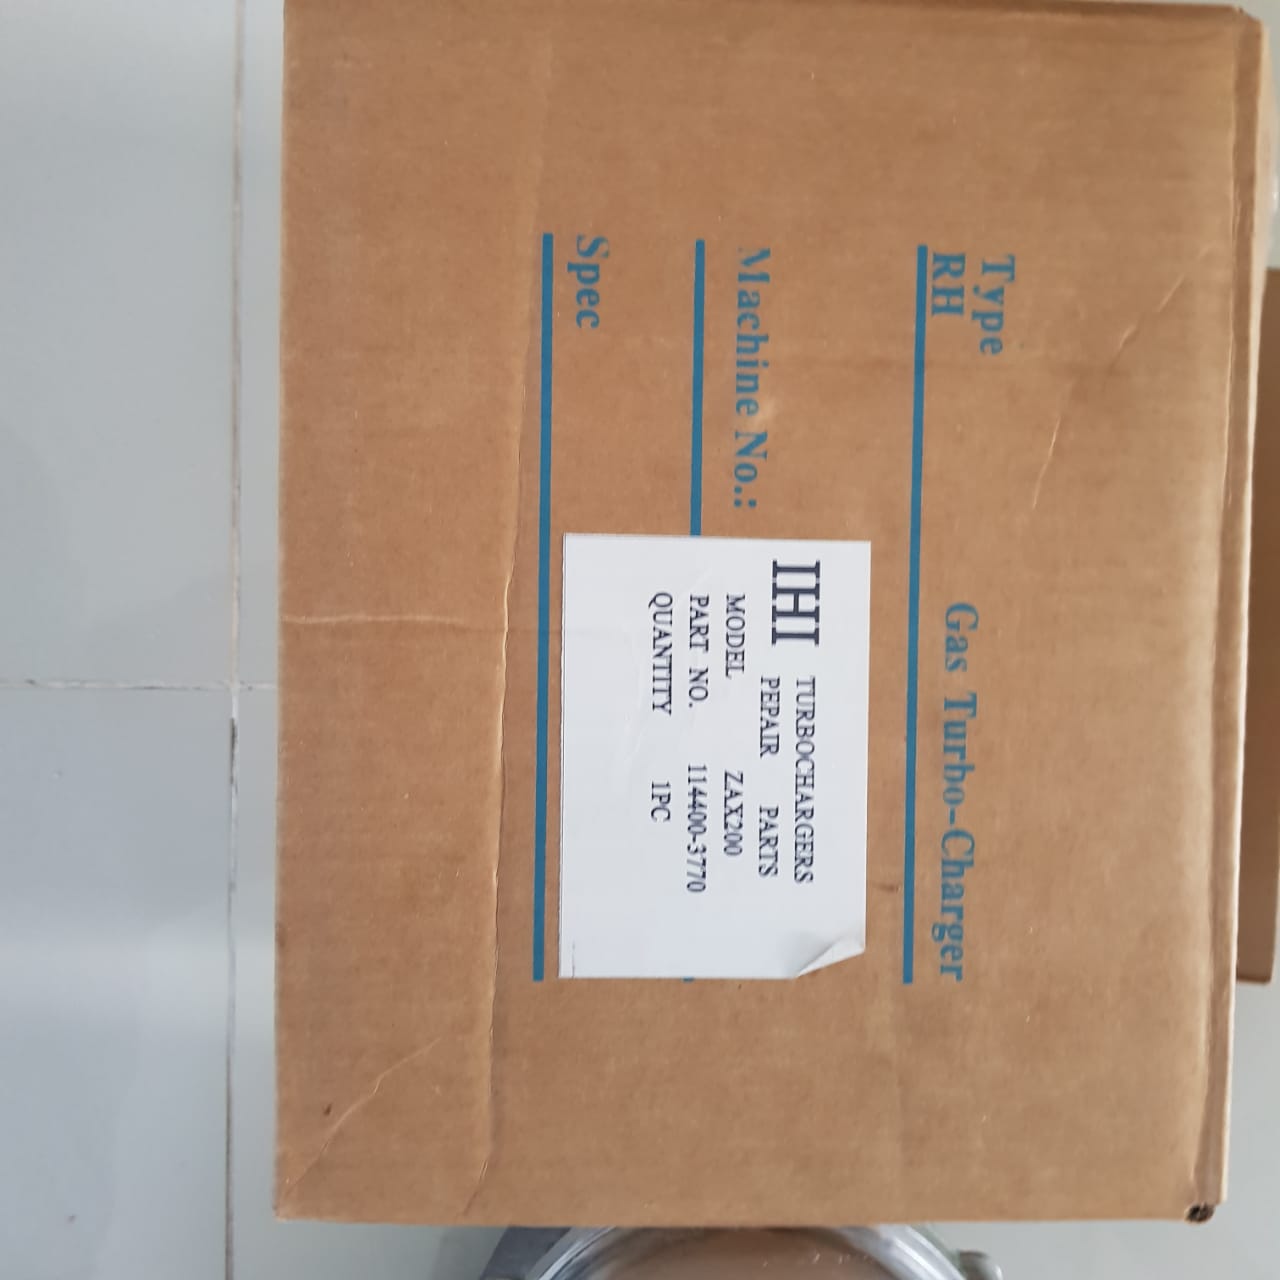 Type
RH Gas Turbo-Charger
Machine No.:
IHI TURBOCHARGERS
PEPAIR PARTS
MODEL ZAX200
PART NO. 114400-3770
QUANTITY 1PC
Spec